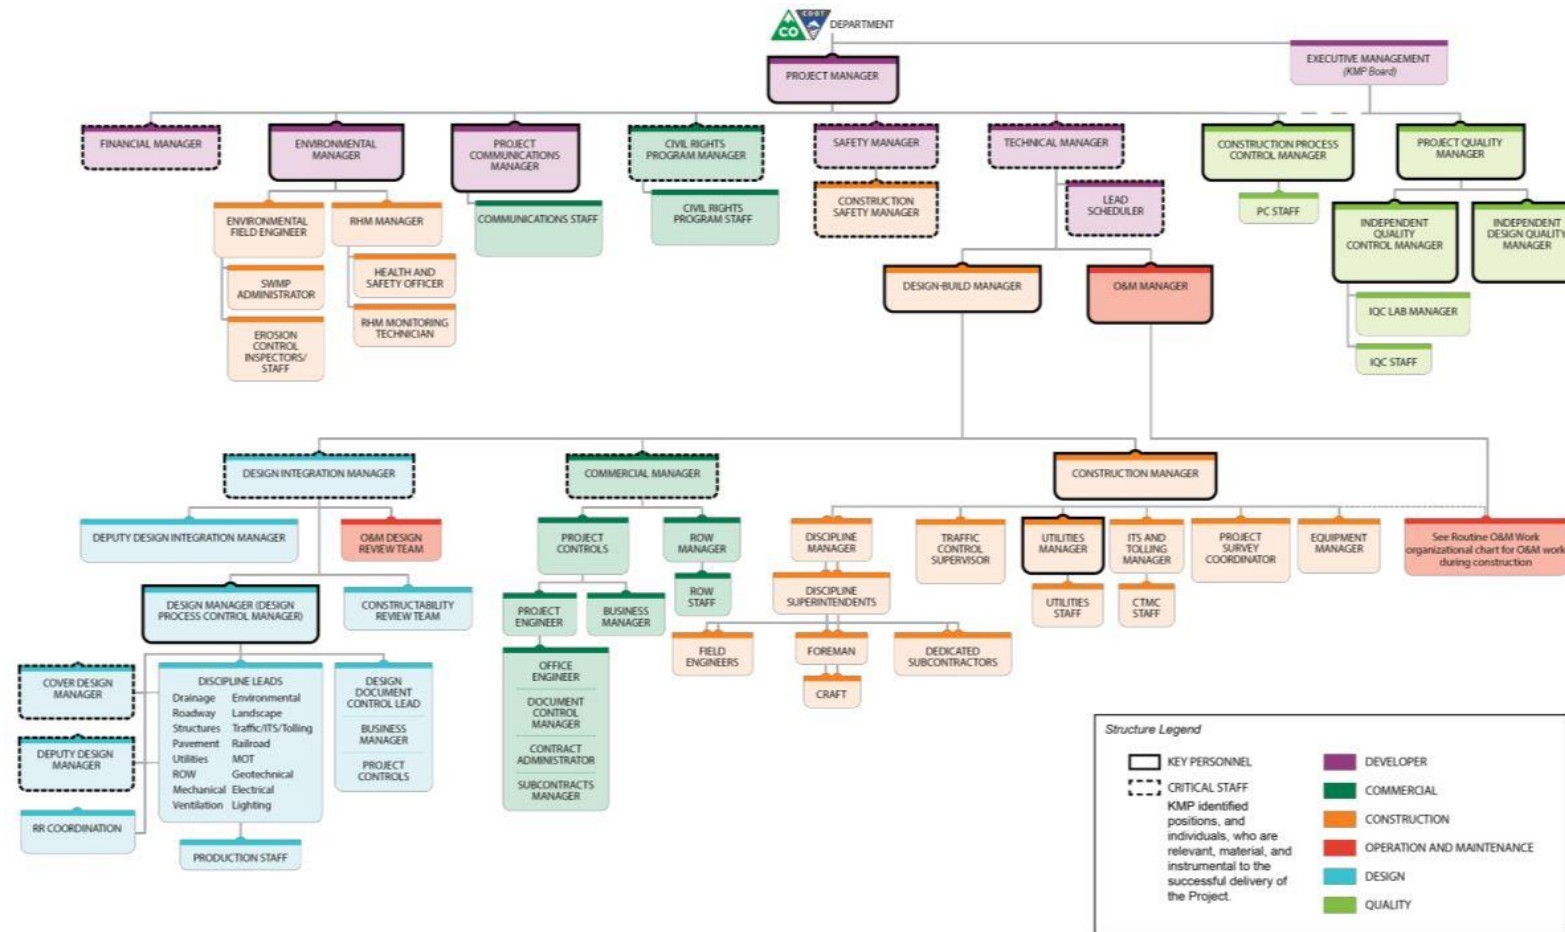 CO
CDOT
DEPARTMENT
PROJECT MANAGER
EXECUTIVE MANAGEMENT
(KMP Board)
FINANCIAL MANAGER
ENVIRONMENTAL
MANAGER
PROJECT
COMMUNICATIONS
MANAGER
CIVIL RIGHTS
PROGRAM MANAGER
SAFETY MANAGER
TECHNICAL MANAGER
CONSTRUCTION PROCESS
CONTROL MANAGER
PROJECT QUALITY
MANAGER
ENVIRONMENTAL
FIELD ENGINEER
RHM MANAGER
COMMUNICATIONS STAFF
CIVIL RIGHTS
PROGRAM STAFF
CONSTRUCTION
SAFETY MANAGER
LEAD
SCHEDULER
PC STAFF
INDEPENDENT
QUALITY
CONTROL MANAGER
INDEPENDENT
DESIGN QUALITY
MANAGER
SWMP
ADMINISTRATOR
HEALTH AND
SAFETY OFFICER
DESIGN-BUILD MANAGER
O&M MANAGER
EROSION
CONTROL
INSPECTORS/
STAFF
RHM MONITORING
TECHNICIAN
IQC LAB MANAGER
IQC STAFF
DESIGN INTEGRATION MANAGER
COMMERCIAL MANAGER
CONSTRUCTION MANAGER
DEPUTY DESIGN INTEGRATION MANAGER
O&M DESIGN
REVIEW TEAM
PROJECT
CONTROLS
ROW
MANAGER
DISCIPLINE
MANAGER
TRAFFIC
CONTROL
SUPERVISOR
UTILITIES
MANAGER
ITS AND
TOLLING
MANAGER
PROJECT
SURVEY
COORDINATOR
EQUIPMENT
MANAGER
See Routine O&M Work
organizational chart for O&M work
during construction
DESIGN MANAGER (DESIGN
PROCESS CONTROL MANAGER)
CONSTRUCTABILITY
REVIEW TEAM
PROJECT
ENGINEER
BUSINESS
MANAGER
ROW
STAFF
DISCIPLINE
SUPERINTENDENTS
UTILITIES
STAFF
CTMC
STAFF
FIELD
ENGINEERS
FOREMAN
DEDICATED
SUBCONTRACTORS
CRAFT
COVER DESIGN
MANAGER
DEPUTY DESIGN
MANAGER
RR COORDINATION
DISCIPLINE LEADS
Drainage Environmental
Roadway Landscape
Structures Traffic/ITS/Tolling
Pavement Railroad
Utilities MOT
ROW Geotechnical
Mechanical Electrical
Ventilation Lighting
PRODUCTION STAFF
DESIGN
DOCUMENT
CONTROL LEAD
BUSINESS
MANAGER
PROJECT
CONTROLS
OFFICE
ENGINEER
DOCUMENT
CONTROL
MANAGER
CONTRACT
ADMINISTRATOR
SUBCONTRACTS
MANAGER
Structure Legend
KEY PERSONNEL
CRITICAL STAFF
KMP identified
positions, and
individuals, who are
relevant, material, and
instrumental to the
successful delivery of
the Project.
DEVELOPER
COMMERCIAL
CONSTRUCTION
OPERATION AND MAINTENANCE
DESIGN
QUALITY